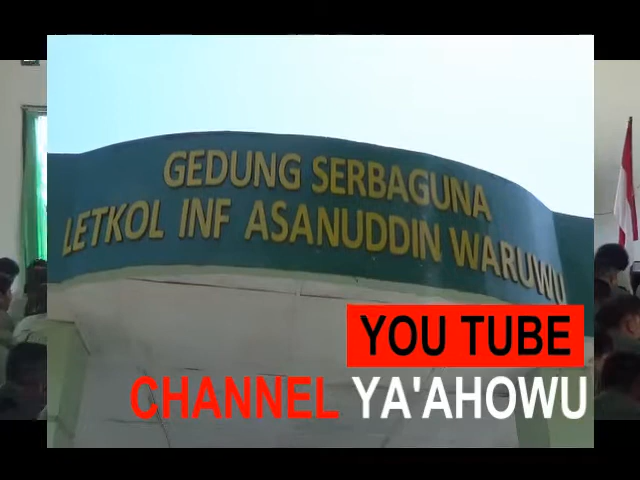 GEDUNG SERBAGUNA
LETKOL INF ASANUDDIN WARUWU
YOU TUBE
CHANNEL YA'AHOWU